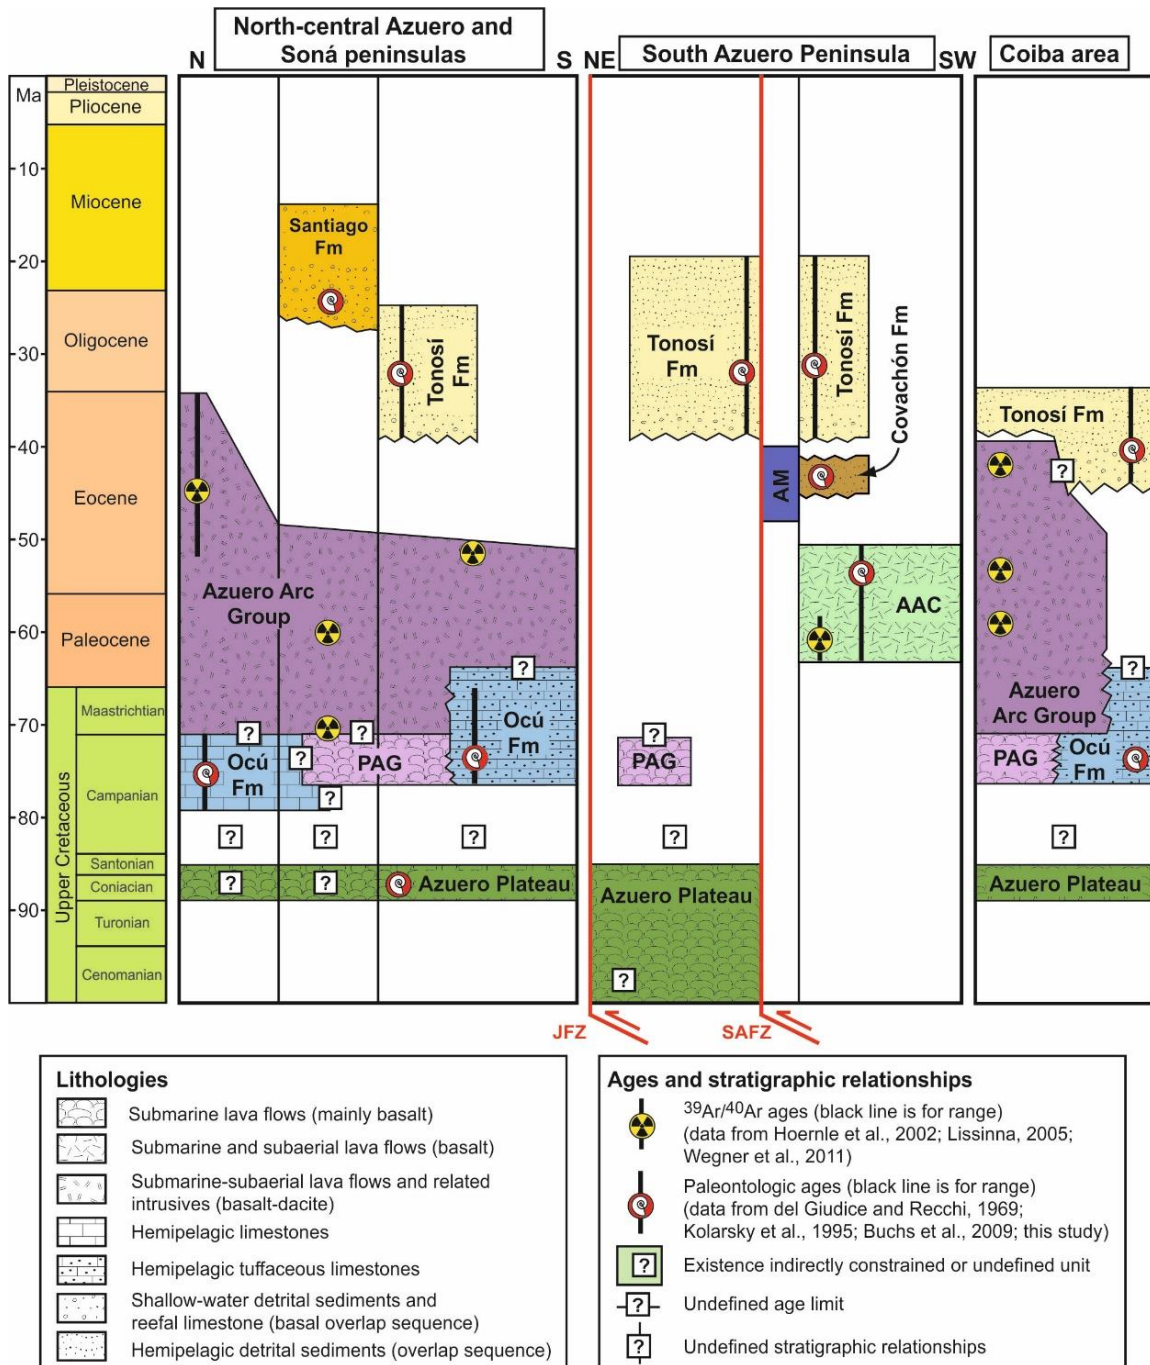 North-central Azuero and
Soná peninsulas
N
S
NE
South Azuero Peninsula
SW
Coiba area
Ma
10
20
30
40
50
60
70
80
90
Pleistocene
Pliocene
Miocene
Oligocene
Eocene
Paleocene
Upper Cretaceous
Maastrichtian
Campanian
Santonian
Coniacian
Turonian
Cenomanian
Santiago
Fm
Tonosí
Fm
Azuero Arc
Group
?
?
?
?
?
Ocú
Fm
PAG
Ocú
Fm
?
?
?
?
?
Azuero Plateau
Tonosí
Fm
?
PAG
?
Azuero Plateau
?
AM
Tonosí Fm
Covachón Fm
AAC
JFZ
SAFZ
Tonosí Fm
?
Azuero
Arc Group
?
PAG
Ocú
Fm
?
Azuero Plateau
Lithologies
Submarine lava flows (mainly basalt)
Submarine and subaerial lava flows (basalt)
Submarine-subaerial lava flows and related
intrusives (basalt-dacite)
Hemipelagic limestones
Hemipelagic tuffaceous limestones
Shallow-water detrital sediments and
reefal limestone (basal overlap sequence)
Hemipelagic detrital sediments (overlap sequence)
Ages and stratigraphic relationships
³⁹Ar/⁴⁰Ar ages (black line is for range)
(data from Hoernle et al., 2002; Lissinna, 2005;
Wegner et al., 2011)
Paleontologic ages (black line is for range)
(data from del Giudice and Recchi, 1969;
Kolarsky et al., 1995; Buchs et al., 2009; this study)
? Existence indirectly constrained or undefined unit
? Undefined age limit
? Undefined stratigraphic relationships